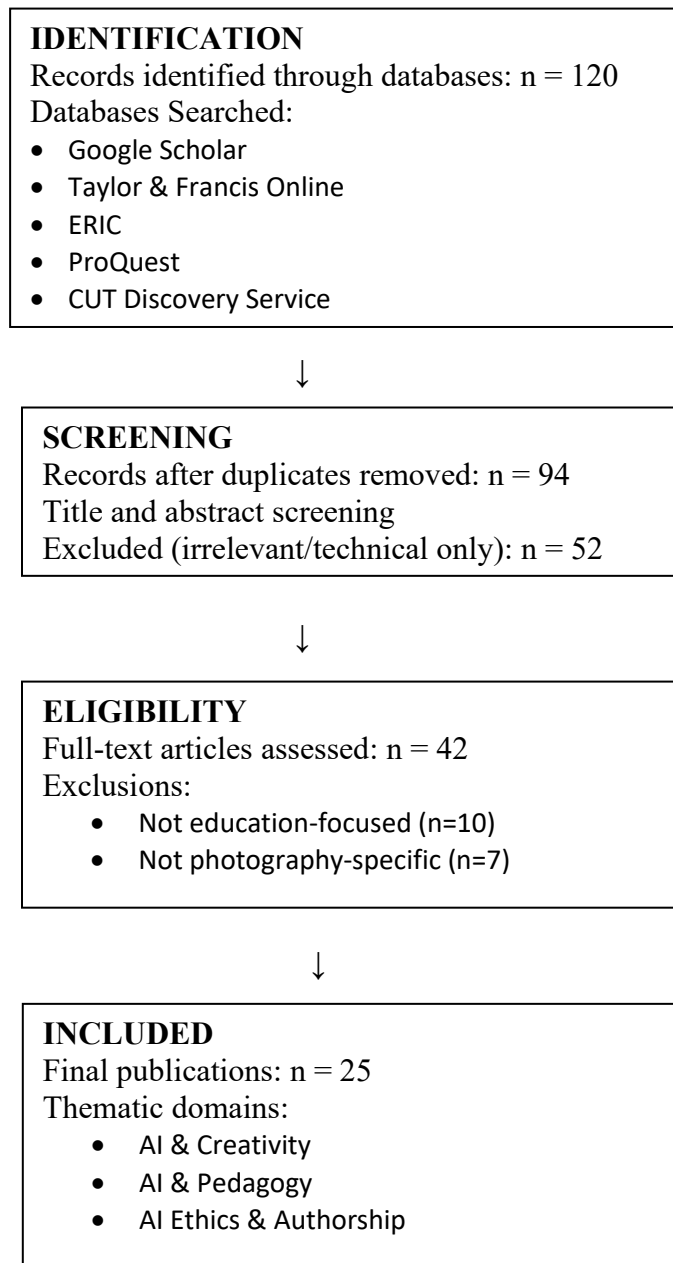 IDENTIFICATION
Records identified through databases: n = 120
Databases Searched:
• Google Scholar
• Taylor & Francis Online
• ERIC
• ProQuest
• CUT Discovery Service
↓
SCREENING
Records after duplicates removed: n = 94
Title and abstract screening
Excluded (irrelevant/technical only): n = 52
↓
ELIGIBILITY
Full-text articles assessed: n = 42
Exclusions:
• Not education-focused (n=10)
• Not photography-specific (n=7)
↓
INCLUDED
Final publications: n = 25
Thematic domains:
• AI & Creativity
• AI & Pedagogy
• AI Ethics & Authorship